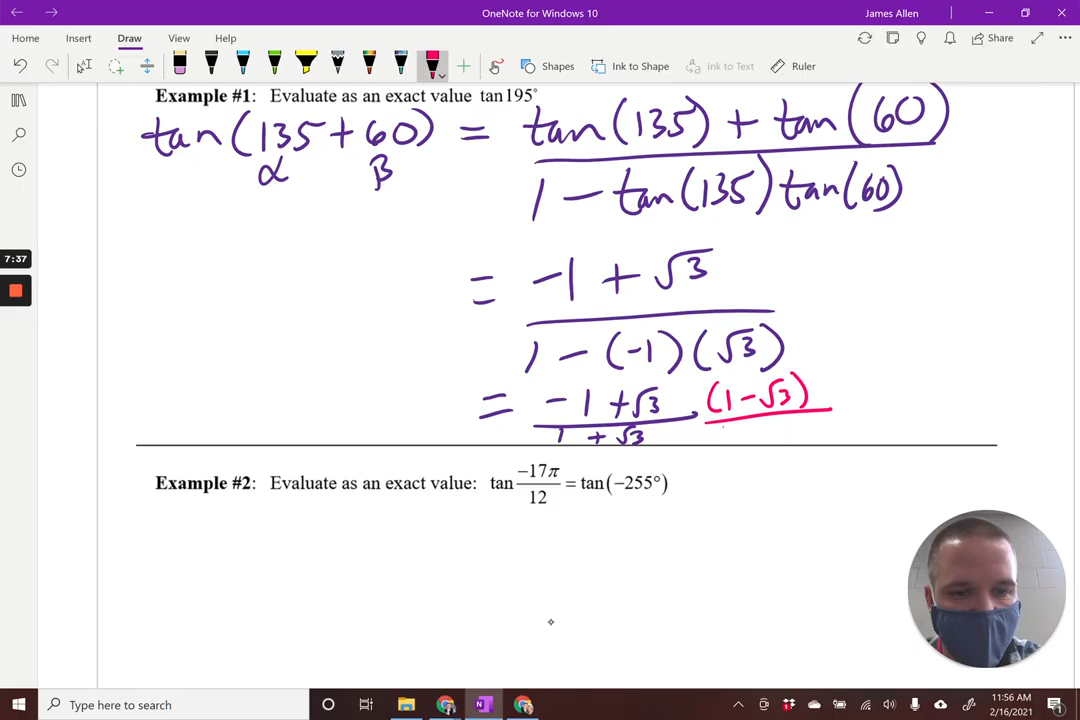 OneNote for Windows 10
James Allen
Home Insert Draw View Help
Share
Shapes Ink to Shape Ink to Text Ruler
Example #1: Evaluate as an exact value tan195°
tan(135+60) = tan(135) + tan(60)
α β
1 - tan(135) tan(60)
= -1 + √3
1 - (-1)(√3)
= -1 + √3 . (1-√3)
1 + √3
7:37
Example #2: Evaluate as an exact value: tan -17π/12 = tan(-255°)
Type here to search
11:56 AM
2/16/2021
1